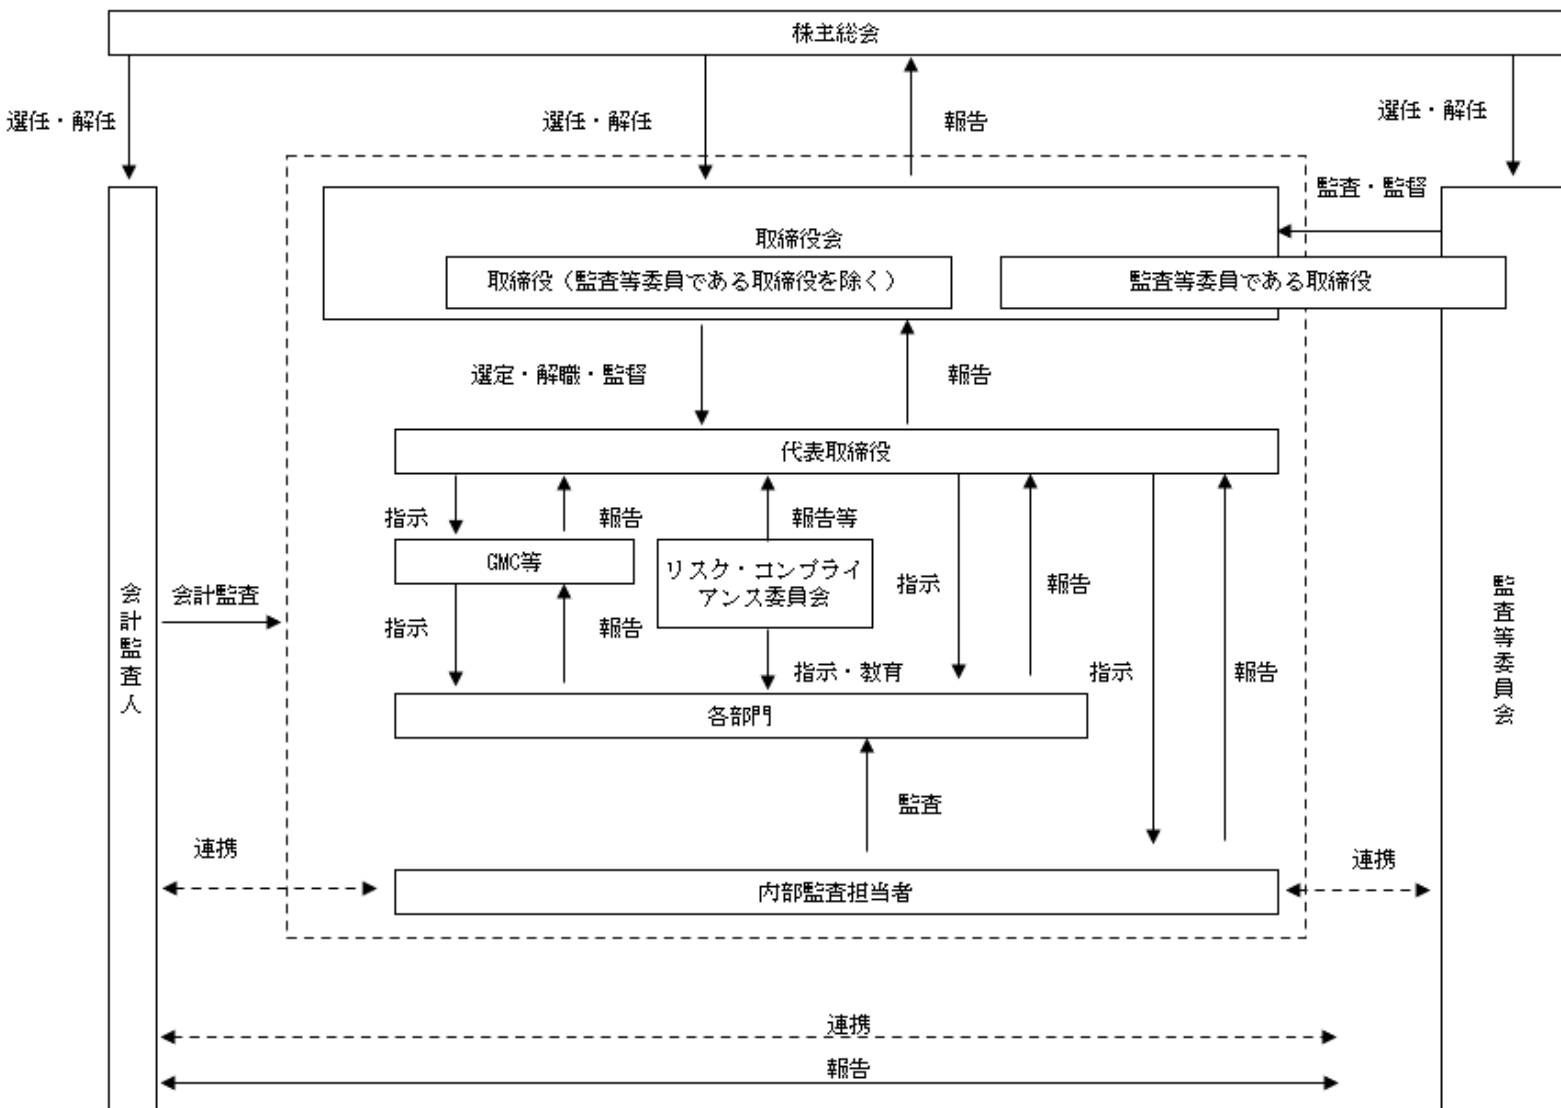 株主総会
選任・解任
選任・解任
報告
選任・解任
監査・監督
取締役会
取締役（監査等委員である取締役を除く）
監査等委員である取締役
選定・解職・監督
報告
代表取締役
指示
報告
報告等
GMC等
リスク・コンプライ
アンス委員会
指示
報告
会計監査人
会計監査
監査等委員会
指示
報告
指示・教育
指示
報告
各部門
監査
連携
連携
内部監査担当者
連携
報告